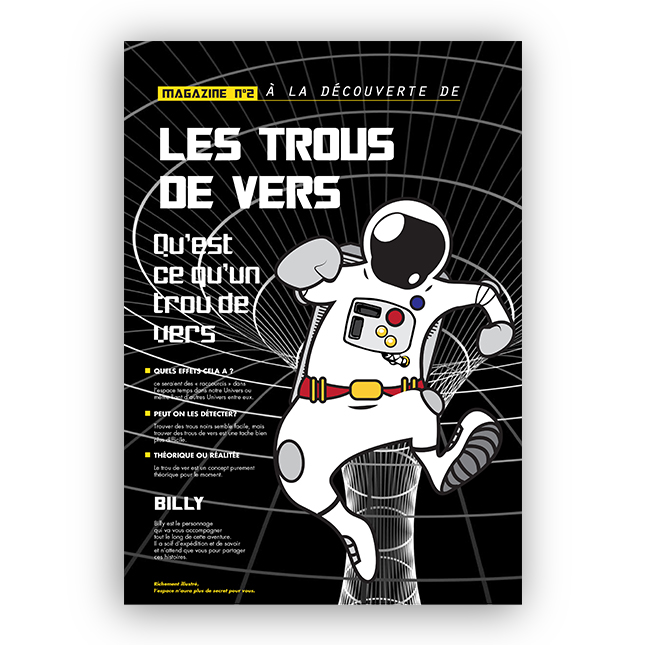 MAGAZINE N°2 À LA DÉCOUVERTE DE
LES TROUS
DE VERS
Qu'est
ce qu'un
trou de
vers
QUELS EFFETS CELA A ?
ce seraient des « raccourcis » dans
l'espace temps dans notre Univers ou
même liant d'autres Univers entre eux.
PEUT ON LES DÉTECTER?
Trouver des trous noirs semble facile, mais
trouver des trous de vers est une tache bien
plus difficile.
THÉORIQUE OU RÉALITÉE
Le trou de ver est un concept purement
théorique pour le moment.
BILLY
Billy est le personnage
qui va vous accompagner
tout le long de cette aventure.
Il a soif d'expédition et de savoir
et n'attend que vous pour partager
ces histoires.
Richement illustré,
l'espace n'aura plus de secret pour vous.